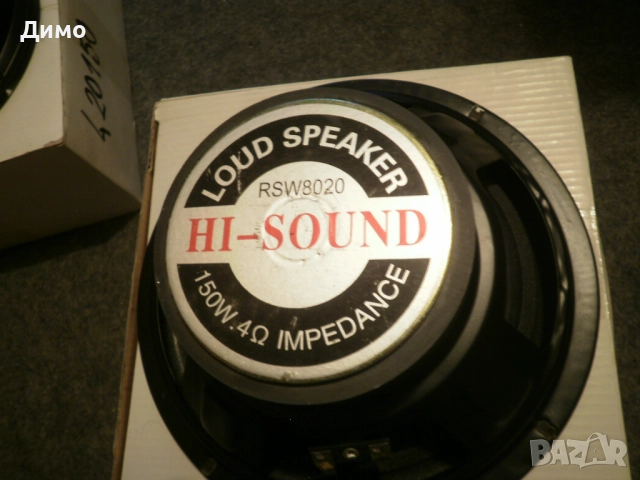 Димо
LOUD SPEAKER
RSW8020
HI-SOUND
150W.4Ω IMPEDANCE
BAZAR